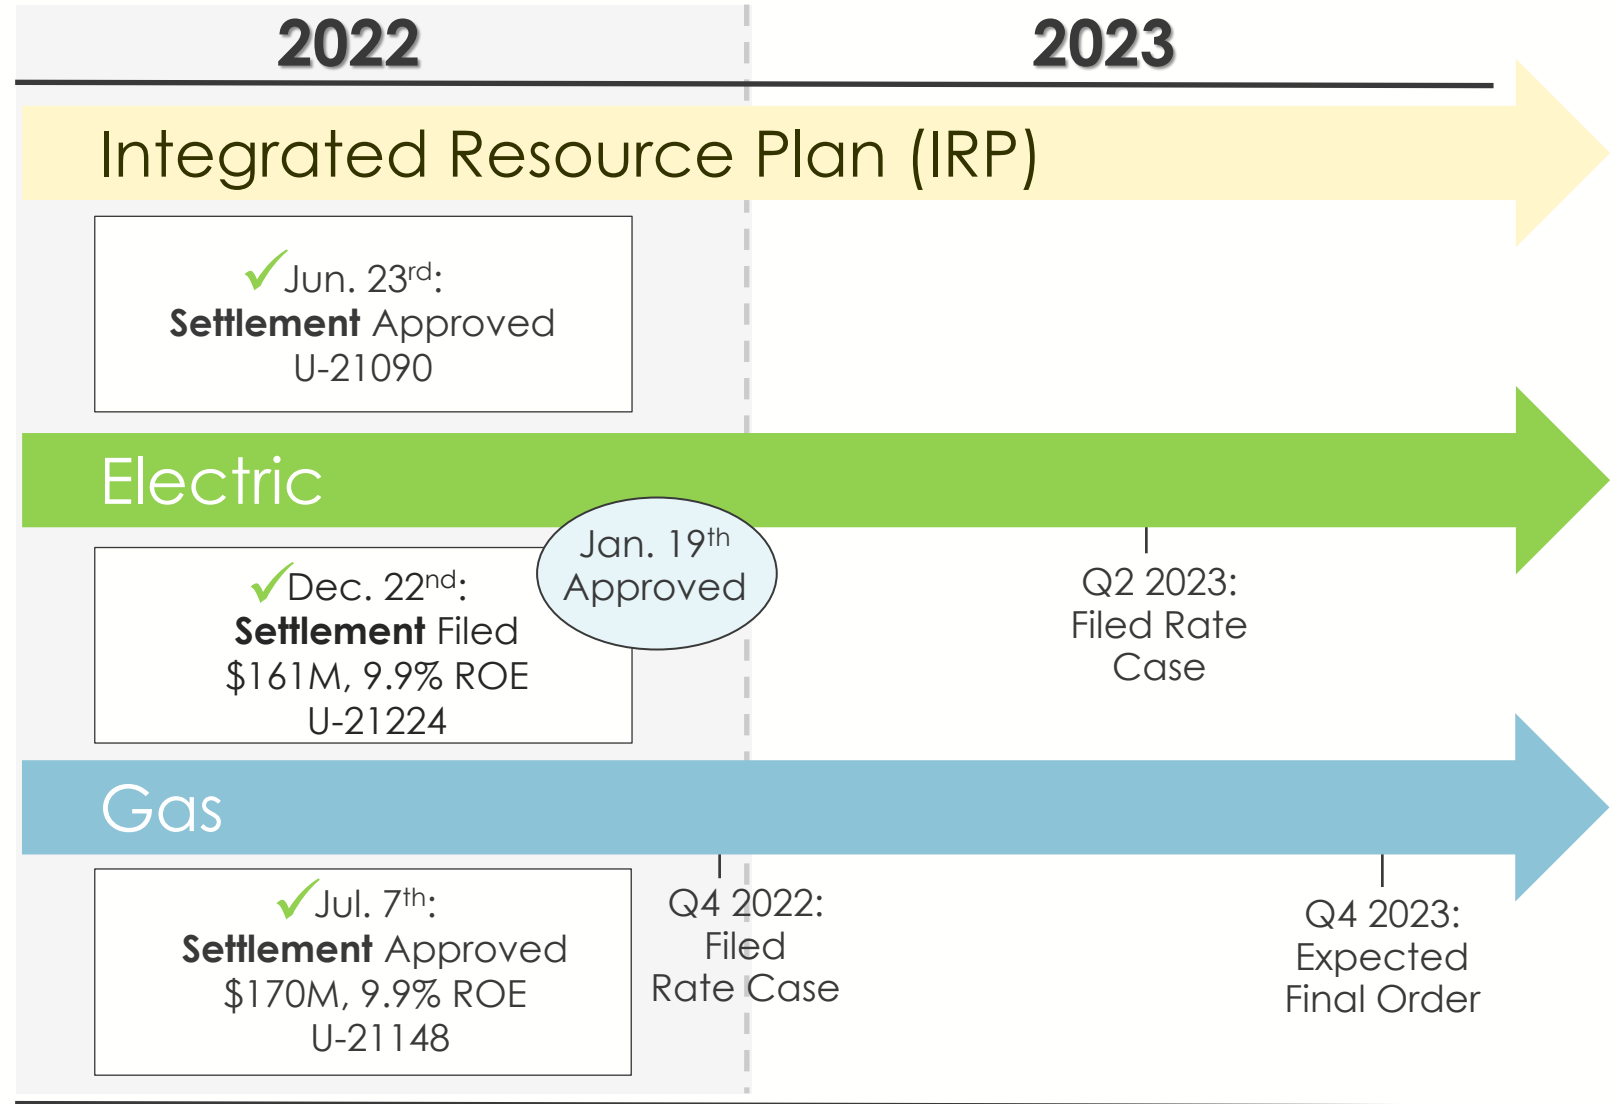 2022
2023
Integrated Resource Plan (IRP)
✓Jun. 23rd:
Settlement Approved
U-21090
Electric
✓Dec. 22nd:
Settlement Filed
$161M, 9.9% ROE
U-21224
Jan. 19th
Approved
Q2 2023:
Filed Rate
Case
Gas
✓Jul. 7th:
Settlement Approved
$170M, 9.9% ROE
U-21148
Q4 2022:
Filed
Rate Case
Q4 2023:
Expected
Final Order